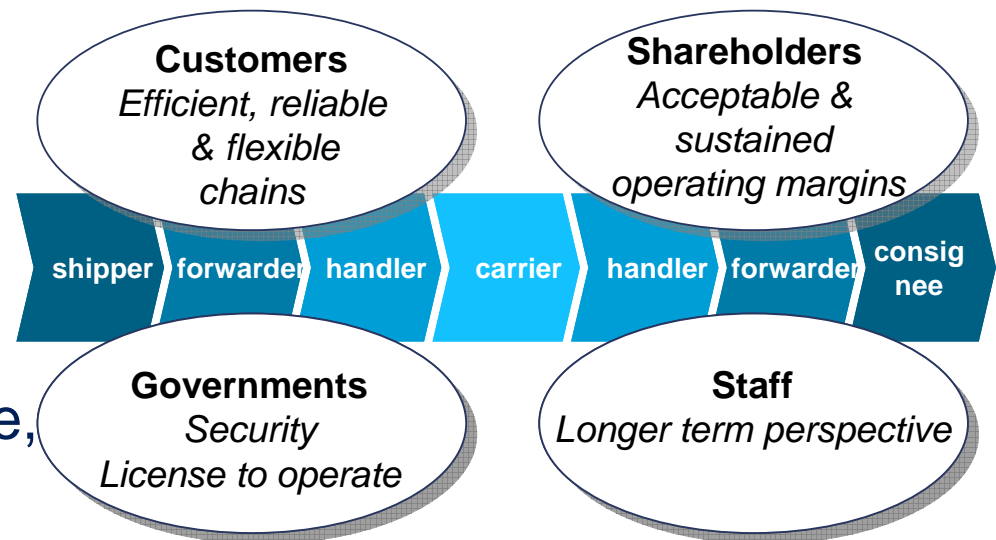 Customers
Efficient, reliable
& flexible
chains
Shareholders
Acceptable &
sustained
operating margins
shipper
forwarder
handler
carrier
handler
forwarder
consig
nee
e,
Governments
Security
License to operate
Staff
Longer term perspective